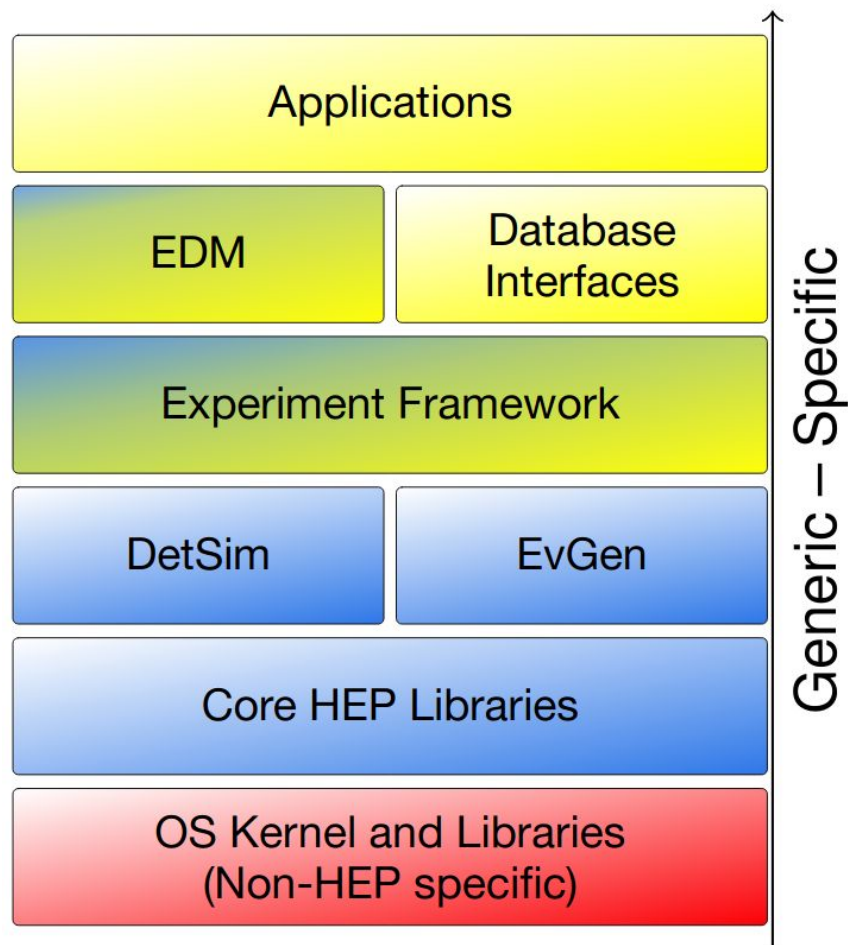 Applications
EDM
Database
Interfaces
Experiment Framework
DetSim
EvGen
Core HEP Libraries
OS Kernel and Libraries
(Non-HEP specific)
Generic – Specific